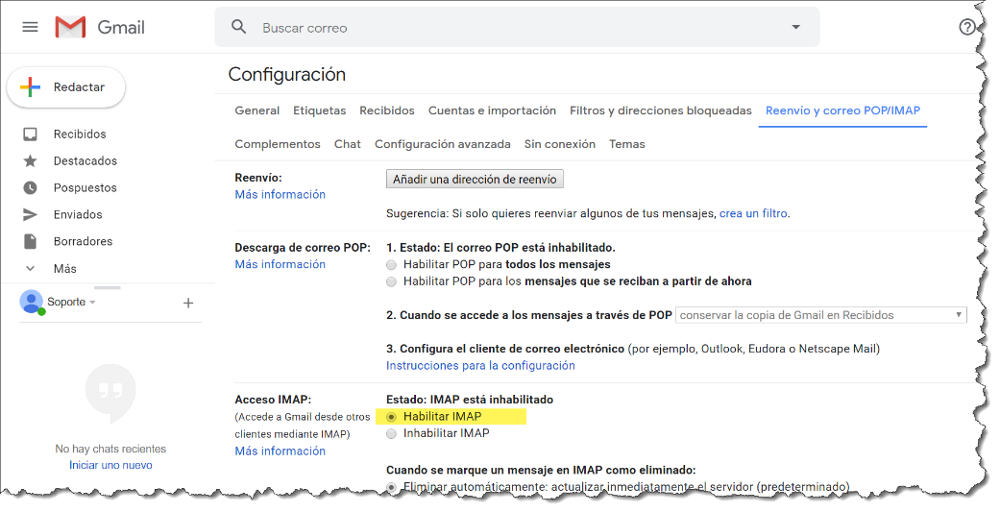 Gmail
Buscar correo
Redactar
Recibidos
Destacados
Pospuestos
Enviados
Borradores
Más
Soporte
No hay chats recientes
Iniciar uno nuevo
Configuración
General Etiquetas Recibidos Cuentas e importación Filtros y direcciones bloqueadas Reenvío y correo POP/IMAP
Complementos Chat Configuración avanzada Sin conexión Temas
Reenvío:
Más información
Añadir una dirección de reenvío
Sugerencia: Si solo quieres reenviar algunos de tus mensajes, crea un filtro.
Descarga de correo POP:
Más información
1. Estado: El correo POP está inhabilitado.
Habilitar POP para todos los mensajes
Habilitar POP para los mensajes que se reciban a partir de ahora
2. Cuando se accede a los mensajes a través de POP conservar la copia de Gmail en Recibidos
3. Configura el cliente de correo electrónico (por ejemplo, Outlook, Eudora o Netscape Mail)
Instrucciones para la configuración
Acceso IMAP:
(Accede a Gmail desde otros
clientes mediante IMAP)
Más información
Estado: IMAP está inhabilitado
Habilitar IMAP
Inhabilitar IMAP
Cuando se marque un mensaje en IMAP como eliminado:
Eliminar automáticamente: actualizar inmediatamente el servidor (predeterminado)